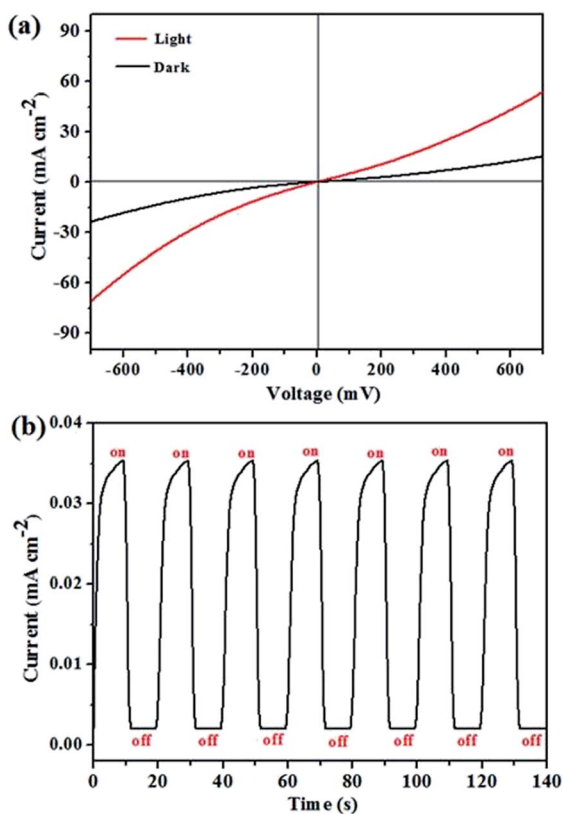 (a)
90
60
30
0
-30
-60
-90
Current (mA cm-2)
Light
Dark
-600 -400 -200 0 200 400 600
Voltage (mV)
(b)
0.04
0.03
0.02
0.01
0.00
Current (mA cm-2)
on on on on on on on
off off off off off off off
0 20 40 60 80 100 120 140
Time (s)